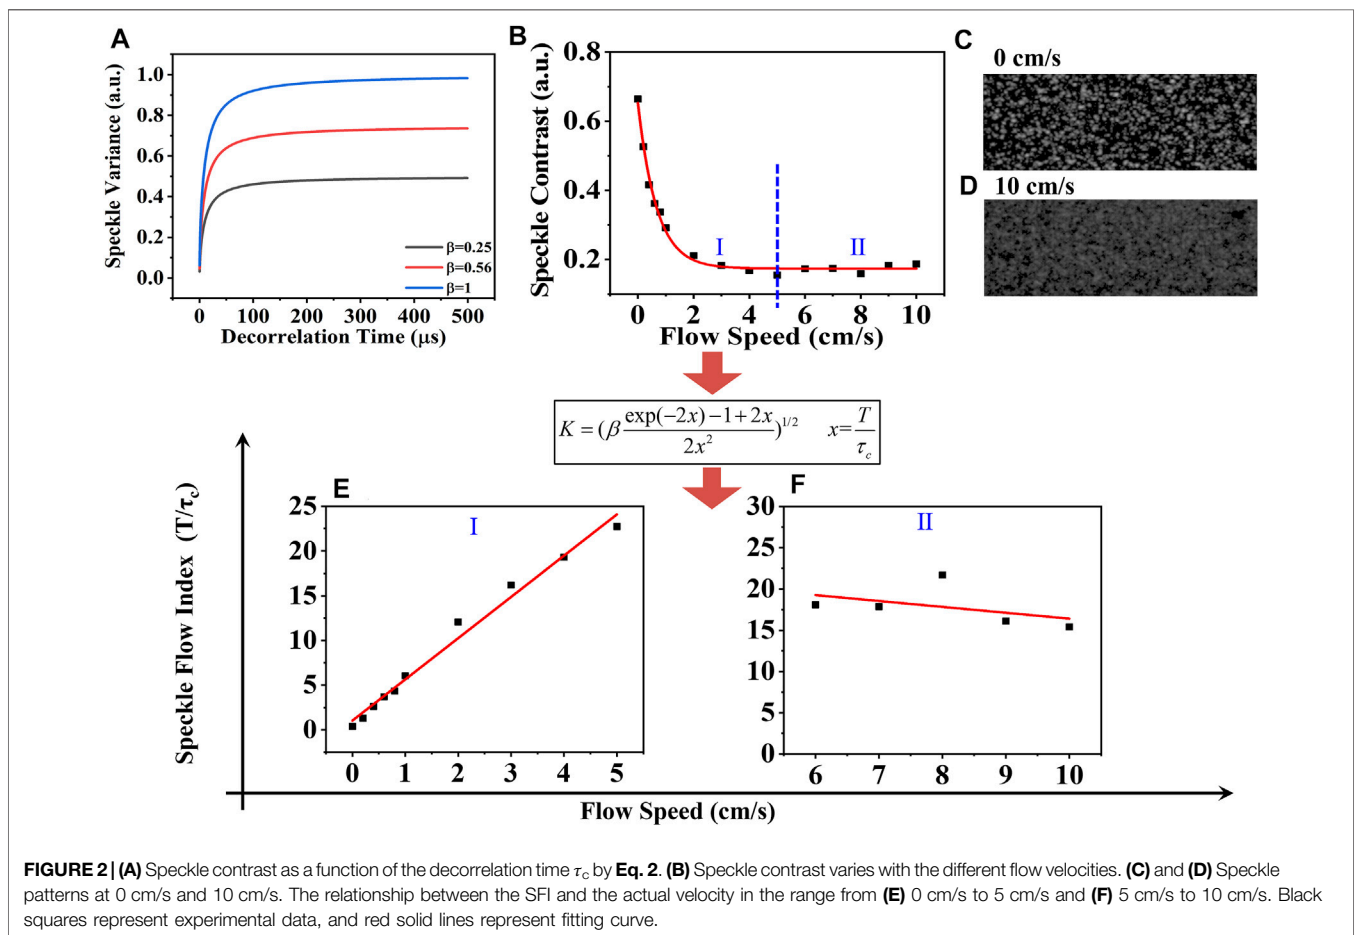 A
Speckle Variance (a.u.)
1.0
0.8
0.6
0.4
0.2
0.0
β=0.25
β=0.56
β=1
0 100 200 300 400 500
Decorrelation Time (μs)
B
Speckle Contrast (a.u.)
0.8
0.6
0.4
0.2
I II
0 2 4 6 8 10
Flow Speed (cm/s)
C
0 cm/s
D
10 cm/s
K = (β exp(−2x) −1 + 2x / 2x²)^1/2 x= T / τc
Speckle Flow Index (T/τc)
E
I
25
20
15
10
5
0
0 1 2 3 4 5
F
II
30
25
20
15
10
5
0
6 7 8 9 10
Flow Speed (cm/s)
FIGURE 2 | (A) Speckle contrast as a function of the decorrelation time τc by Eq. 2. (B) Speckle contrast varies with the different flow velocities. (C) and (D) Speckle
patterns at 0 cm/s and 10 cm/s. The relationship between the SFI and the actual velocity in the range from (E) 0 cm/s to 5 cm/s and (F) 5 cm/s to 10 cm/s. Black
squares represent experimental data, and red solid lines represent fitting curve.